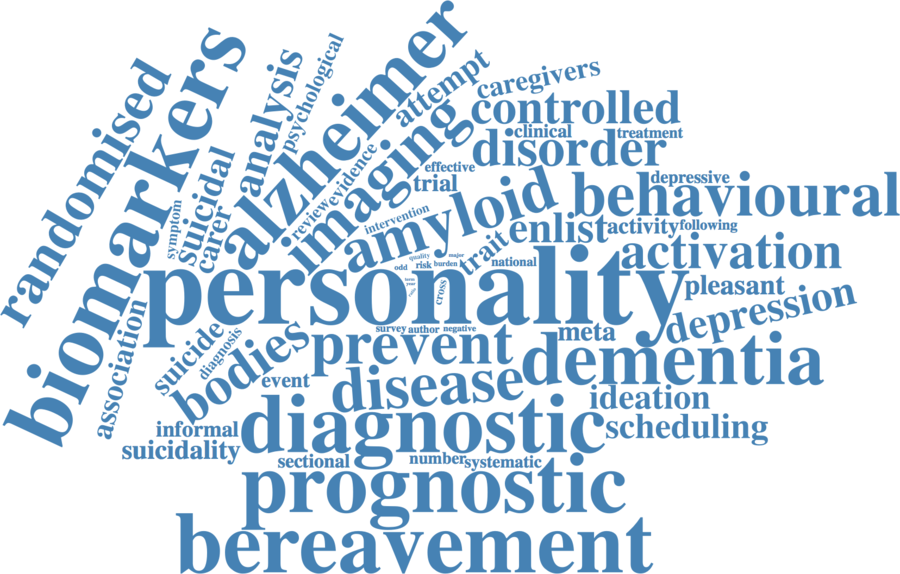 alzheimer
randomised
biomarkers
analysis
psychological
attempt
caregivers
controlled
clinical
treatment
disorder
imaging
evidence
review
effective
trial
suicidal
carer
symptom
amyloid
intervention
depressive
behavioural
enlist
activity
following
trait
activation
national
quality
major
odd
risk
burden
cross
personality
pleasant
depression
association
suicide
diagnosis
bodies
survey
author
negative
prevent
meta
dementia
event
disease
ideation
informal
diagnostic
scheduling
suicidality
sectional
number
systematic
prognostic
bereavement